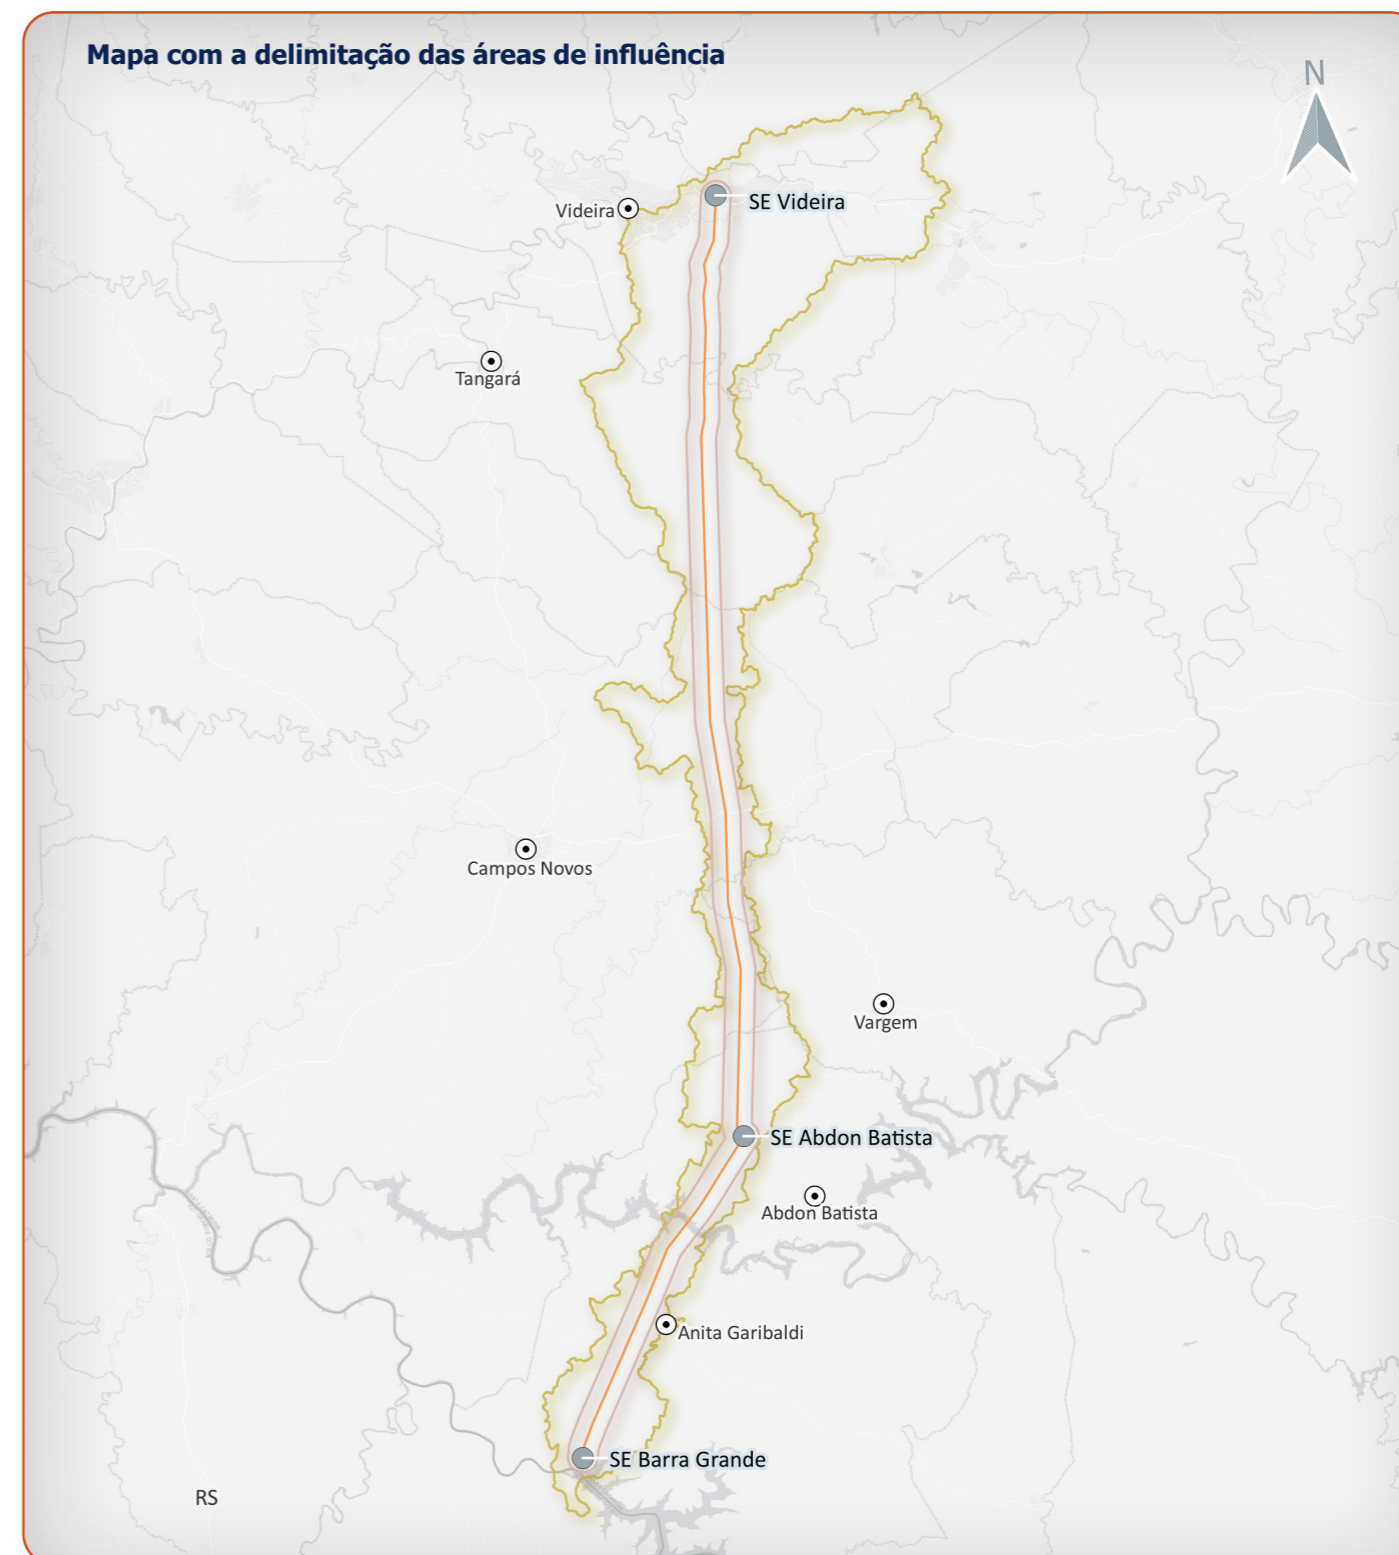 Mapa com a delimitação das áreas de influência
N
SE Videira
Videira
Tangará
Campos Novos
Vargem
SE Abdon Batista
Abdon Batista
Anita Garibaldi
SE Barra Grande
RS